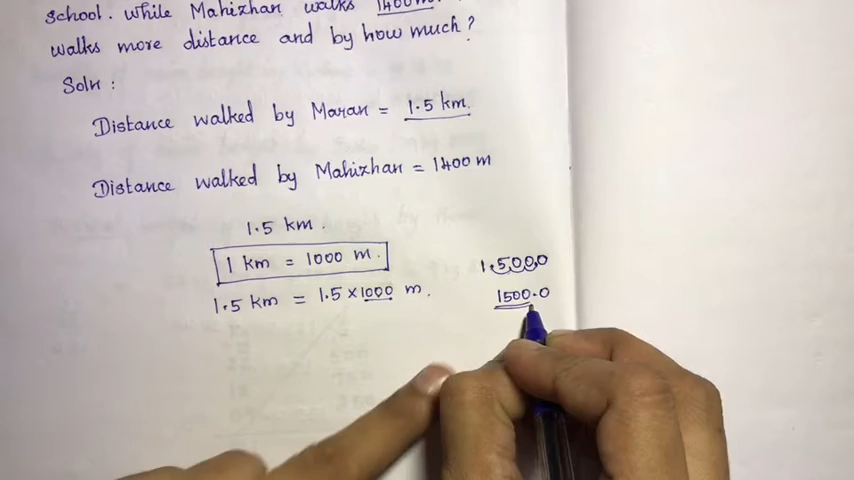 school. While Mahizhan walks 1400m.
walks more distance and by how much?
Soln :
Distance walked by Maran = 1.5 km.
Distance walked by Mahizhan = 1400 m
1.5 km.
1 km = 1000 m.
1.5000
1.5 km = 1.5 × 1000 m.
1500.0